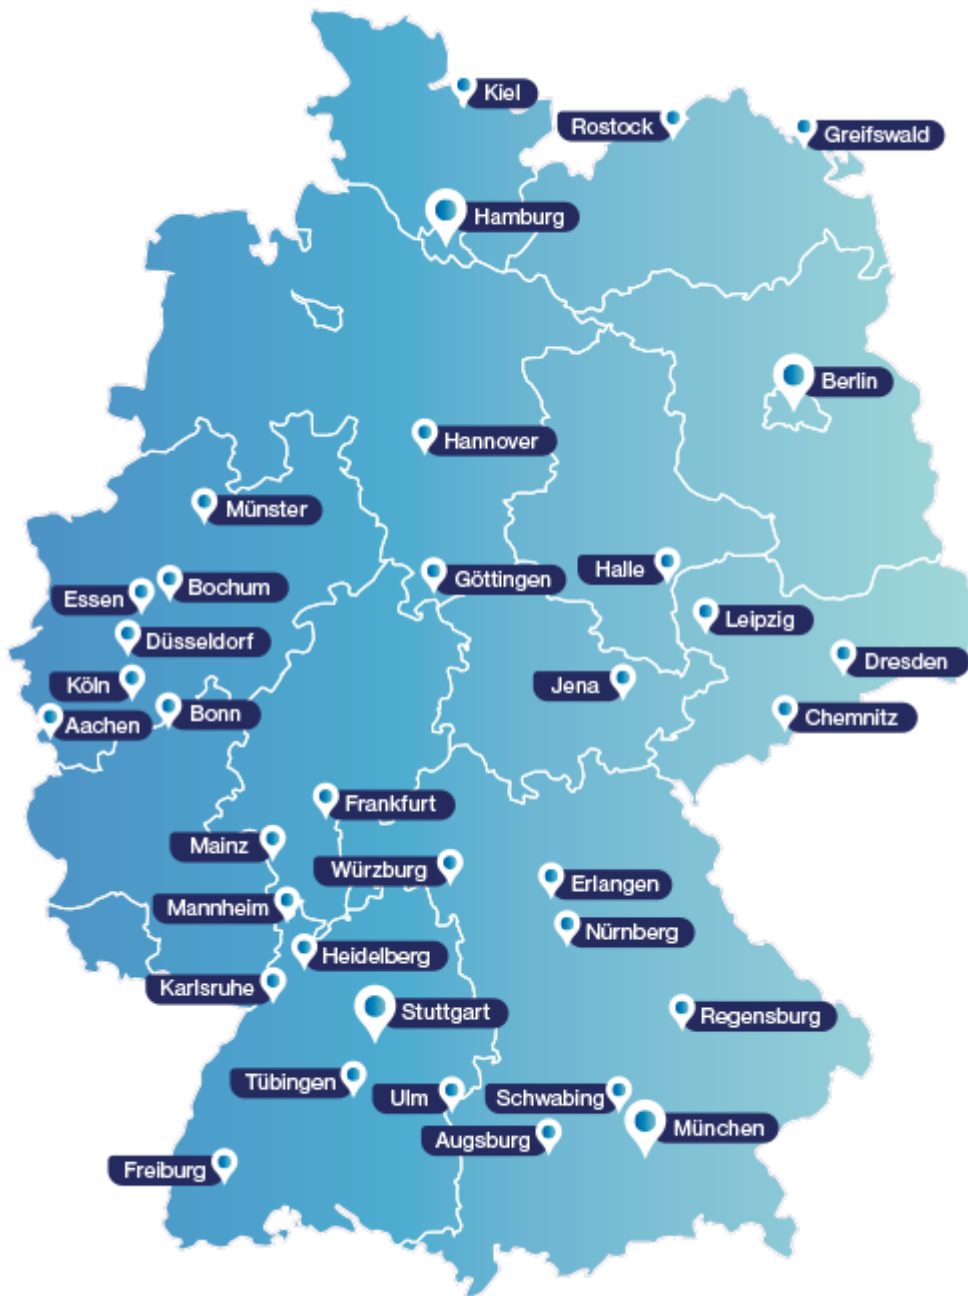 Kiel
Rostock
Greifswald
Hamburg
Berlin
Hannover
Münster
Göttingen
Halle
Bochum
Essen
Leipzig
Düsseldorf
Dresden
Köln
Jena
Bonn
Aachen
Chemnitz
Frankfurt
Mainz
Würzburg
Erlangen
Mannheim
Nürnberg
Heidelberg
Karlsruhe
Stuttgart
Regensburg
Tübingen
Ulm
Schwabing
München
Augsburg
Freiburg